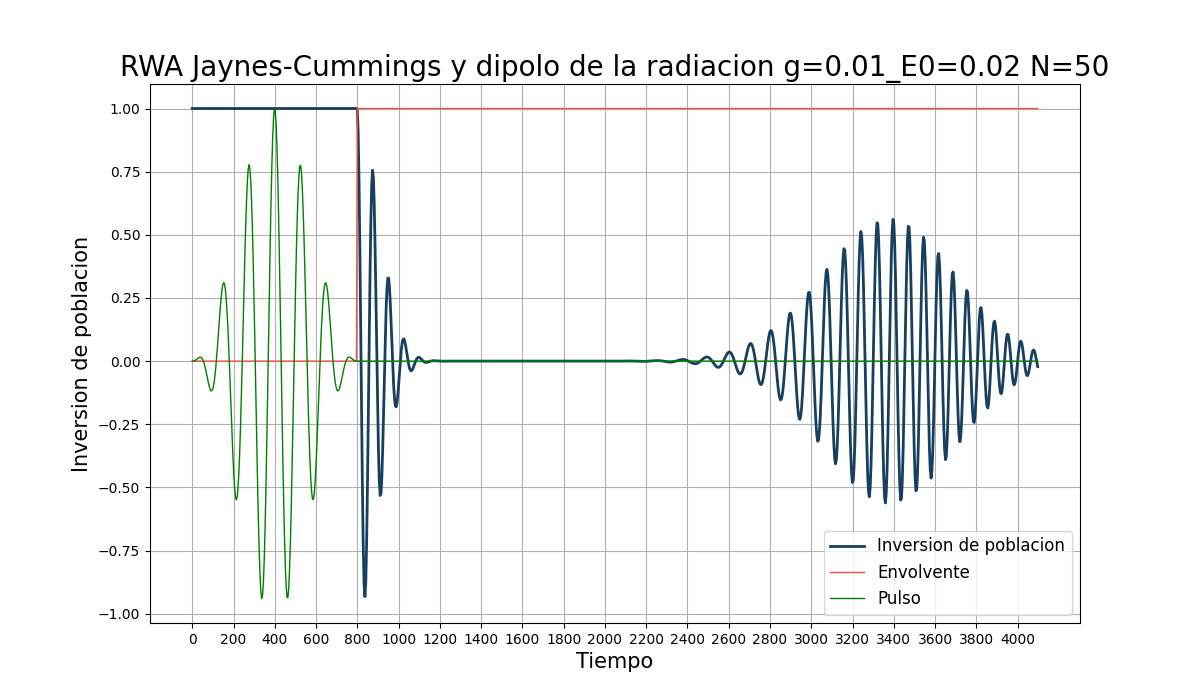 RWA Jaynes-Cummings y dipolo de la radiacion g=0.01_E0=0.02 N=50
Inversion de poblacion
1.00
0.75
0.50
0.25
0.00
−0.25
−0.50
−0.75
−1.00
Inversion de poblacion
Envolvente
Pulso
0 200 400 600 800 1000 1200 1400 1600 1800 2000 2200 2400 2600 2800 3000 3200 3400 3600 3800 4000
Tiempo